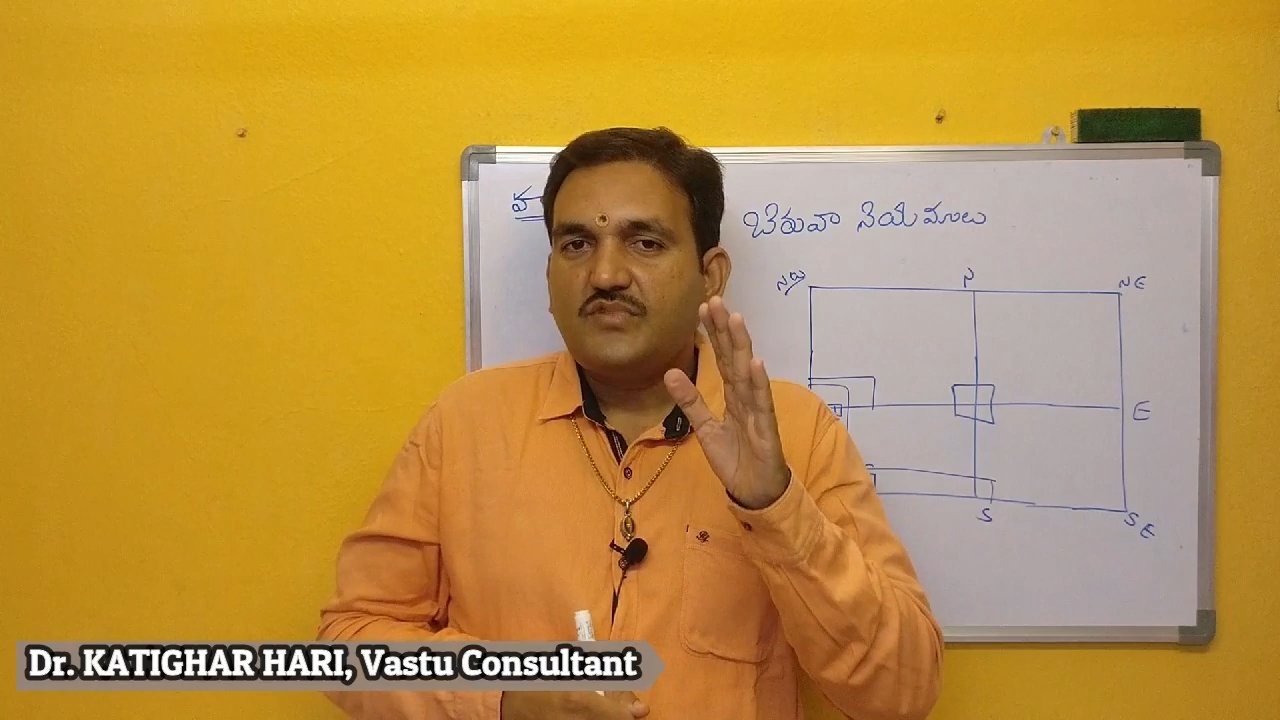 బీరువా నియమాలు
NW N NE
E
S SE
Dr. KATIGHAR HARI, Vastu Consultant